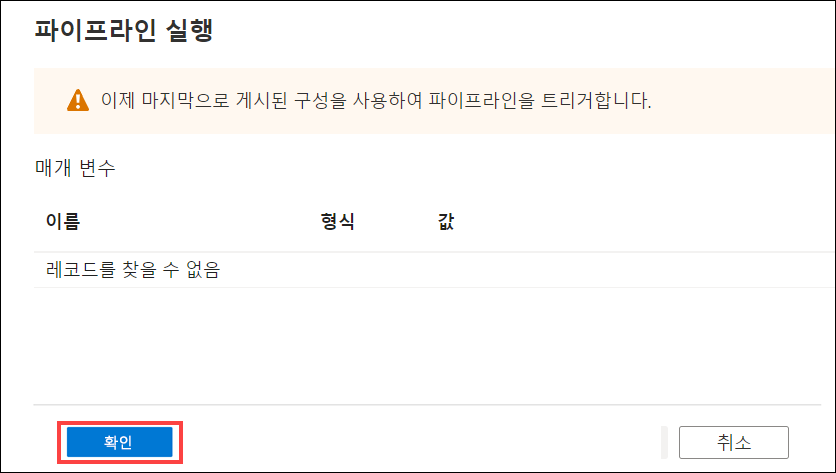 파이프라인 실행
이제 마지막으로 게시된 구성을 사용하여 파이프라인을 트리거합니다.
매개 변수
이름 형식 값
레코드를 찾을 수 없음
확인 취소